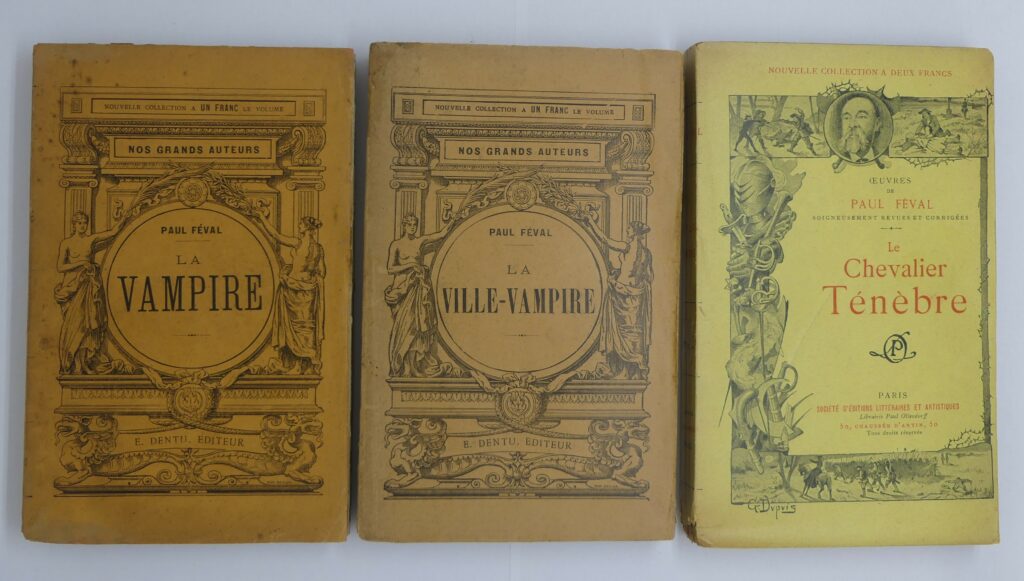 NOUVELLE COLLECTION A UN FRANC LE VOLUME
NOS GRANDS AUTEURS
PAUL FÉVAL
LA
VAMPIRE
E. DENTU, EDITEUR
NOUVELLE COLLECTION A UN FRANC LE VOLUME
NOS GRANDS AUTEURS
PAUL FÉVAL
LA
VILLE-VAMPIRE
E. DENTU, EDITEUR
NOUVELLE COLLECTION A DEUX FRANCS
ŒUVRES
DE
PAUL FÉVAL
SOIGNEUSEMENT REVUES ET CORRIGÉES
Le
Chevalier
Ténèbre
PARIS
SOCIÉTÉ D'ÉDITIONS LITTÉRAIRES ET ARTISTIQUES
Librairie Paul Ollendorff
50, CHAUSSÉE D'ANTIN, 50
Tous droits réservés